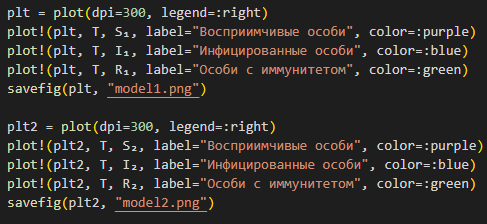 plt = plot(dpi=300, legend=:right)
plot!(plt, T, S₁, label="Восприимчивые особи", color=:purple)
plot!(plt, T, I₁, label="Инфицированные особи", color=:blue)
plot!(plt, T, R₁, label="Особи с иммунитетом", color=:green)
savefig(plt, "model1.png")
plt2 = plot(dpi=300, legend=:right)
plot!(plt2, T, S₂, label="Восприимчивые особи", color=:purple)
plot!(plt2, T, I₂, label="Инфицированные особи", color=:blue)
plot!(plt2, T, R₂, label="Особи с иммунитетом", color=:green)
savefig(plt2, "model2.png")